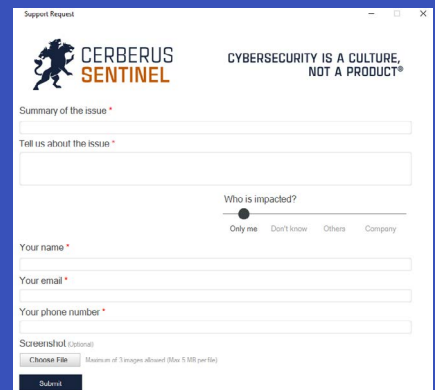 Support Request
CERBERUS
SENTINEL
CYBERSECURITY IS A CULTURE,
NOT A PRODUCT®
Summary of the issue *
Tell us about the issue *
Who is impacted?
Only me Don't know Others Company
Your name *
Your email *
Your phone number *
Screenshot (Optional)
Choose File Maximum of 3 images allowed (Max 5 MB per file)
Submit